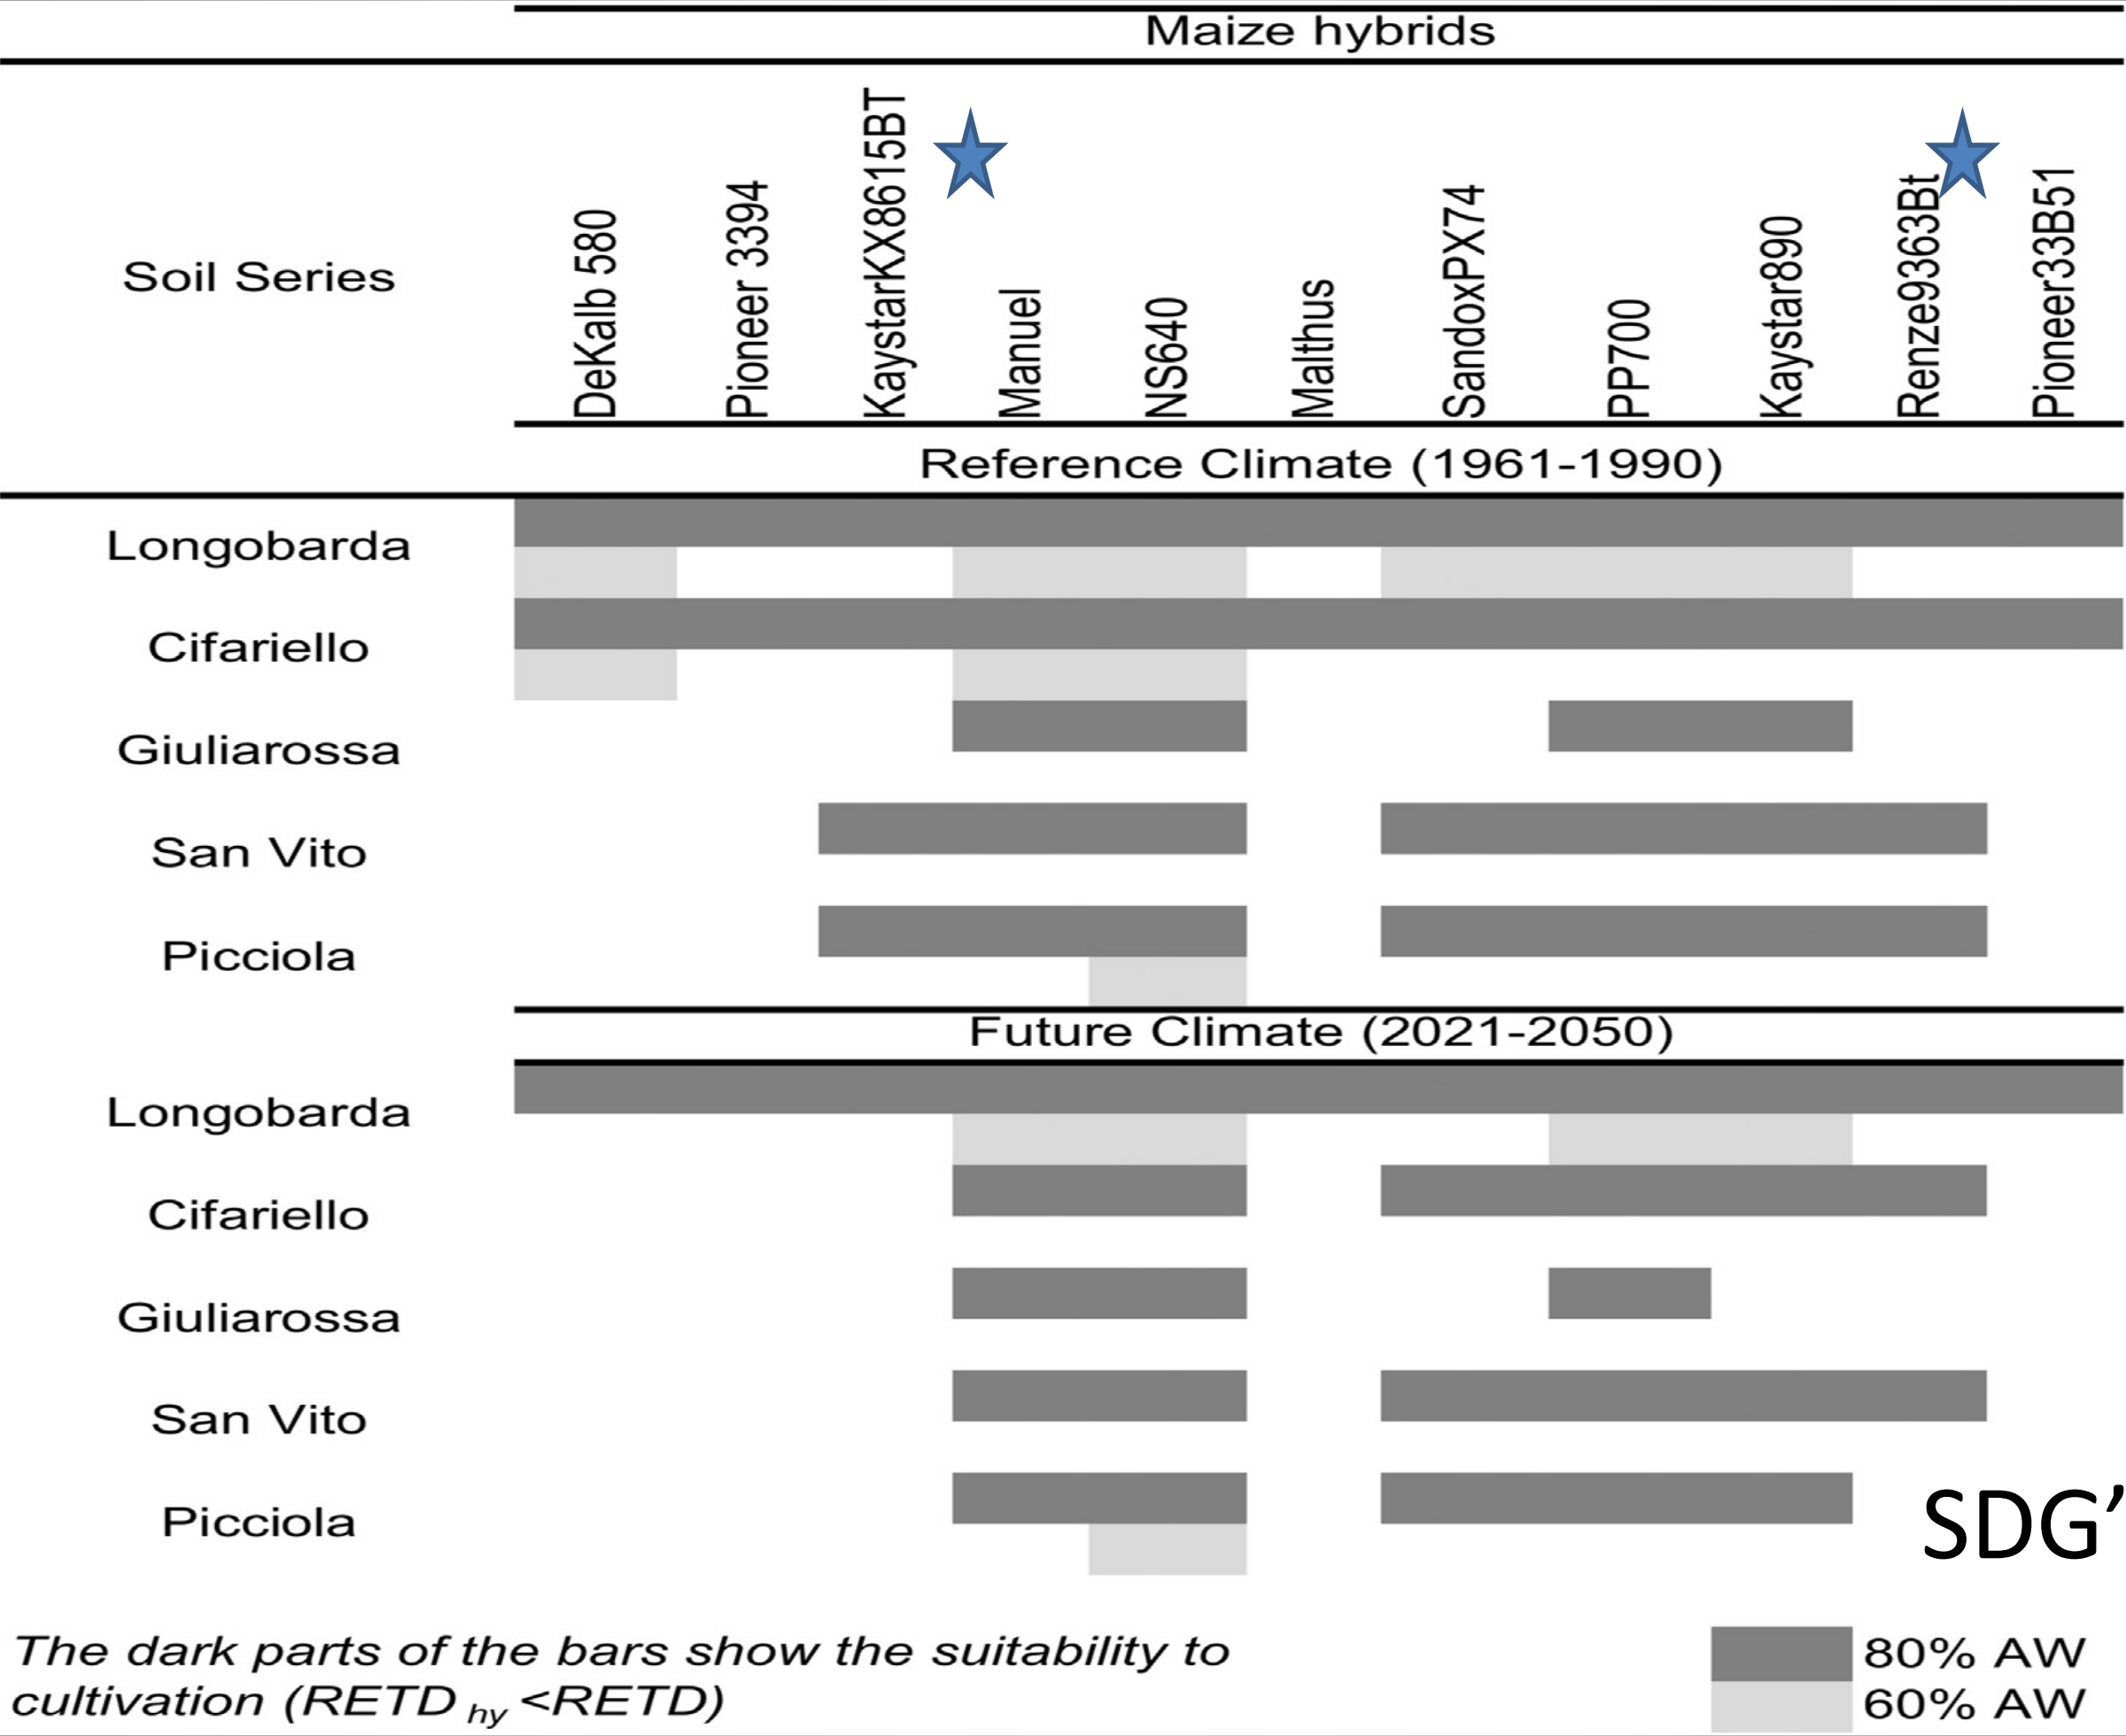 Maize hybrids
Soil Series
DeKalb 580
Pioneer 3394
KaystarKX8615BT
Manuel
NS640
Malthus
SandoxPX74
PP700
Kaystar890
Renze9363Bt
Pioneer33B51
Reference Climate (1961-1990)
Longobarda
Cifariello
Giuliarossa
San Vito
Picciola
Future Climate (2021-2050)
Longobarda
Cifariello
Giuliarossa
San Vito
Picciola
SDG’
The dark parts of the bars show the suitability to
cultivation (RETD hy <RETD)
80% AW
60% AW